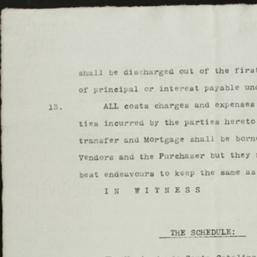 shall be discharged out of the first
of principal or interest payable und
13. ALL costs charges and expenses
ties incurred by the parties hereto
transfer and Mortgage shall be borne
Vendors and the Purchaser but they
best endeavours to keep the same as
I N W I T N E S S
THE SCHEDULE: